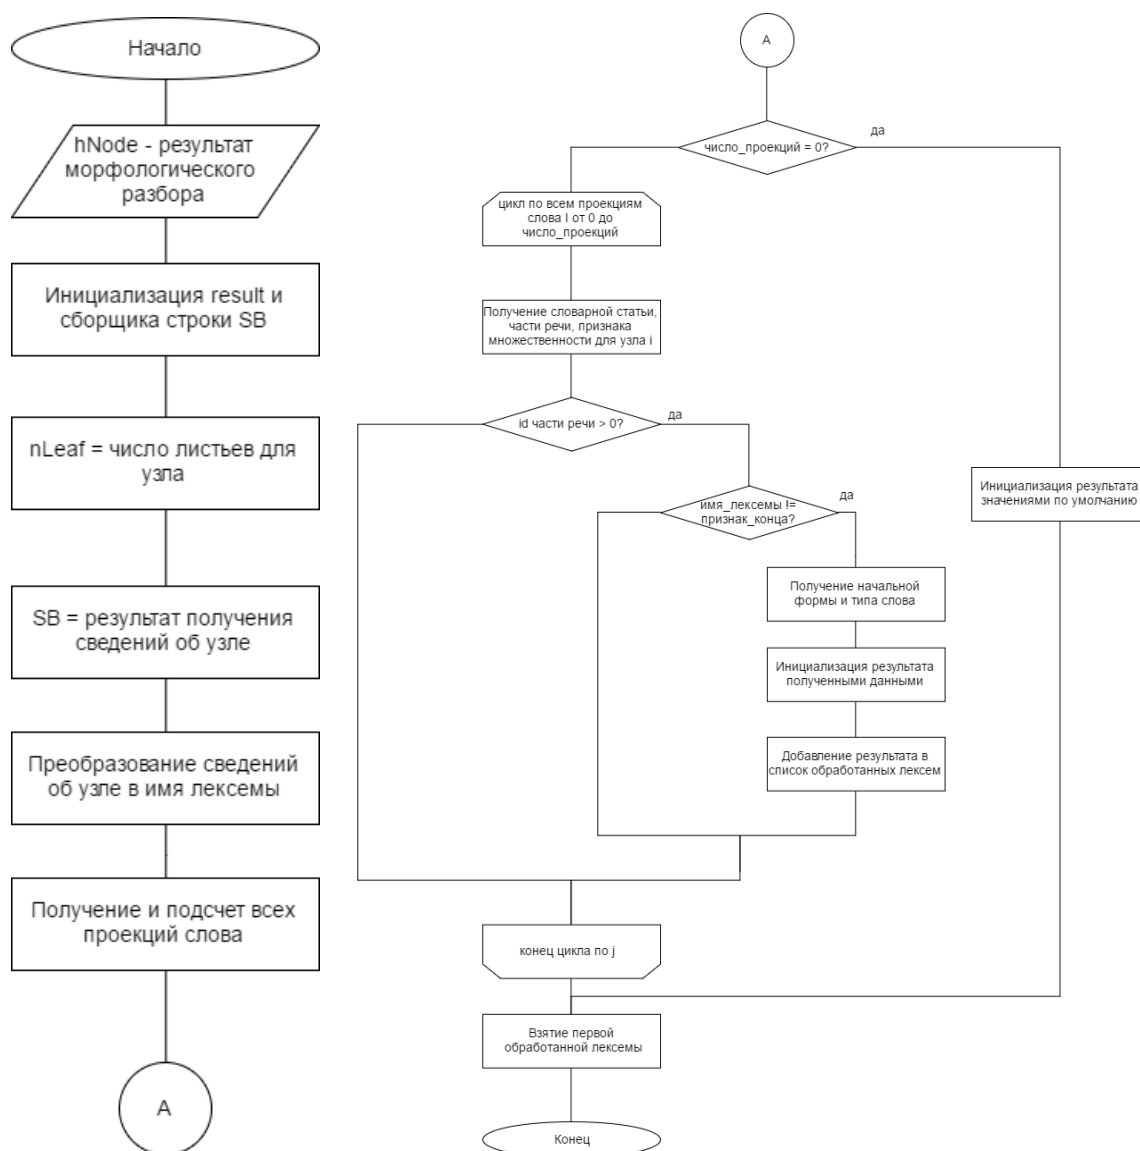 Начало
hNode - результат
морфологического
разбора
Инициализация result и
сборщика строки SB
nLeaf = число листьев для
узла
SB = результат получения
сведений об узле
Преобразование сведений
об узле в имя лексемы
Получение и подсчет всех
проекций слова
A
A
число_проекций = 0?
да
цикл по всем проекциям
слова I от 0 до
число_проекций
Получение словарной статьи,
части речи, признака
множественности для узла i
id части речи > 0?
да
имя_лексемы !=
признак_конца?
да
Инициализация результата
значениями по умолчанию
Получение начальной
формы и типа слова
Инициализация результата
полученными данными
Добавление результата в
список обработанных лексем
конец цикла по j
Взятие первой
обработанной лексемы
Конец